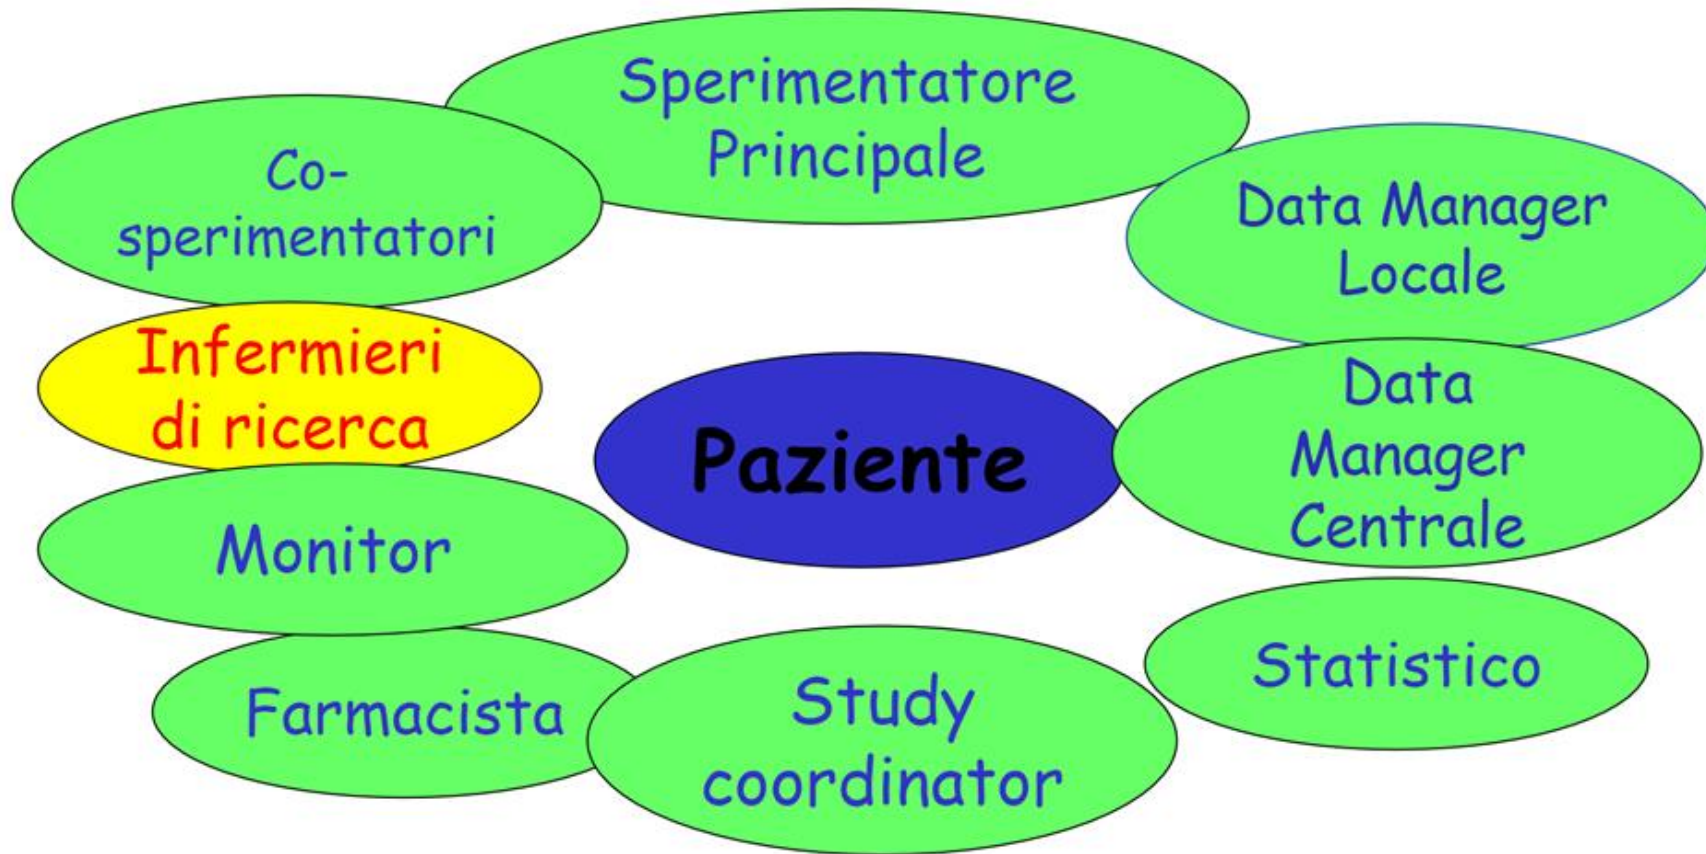 Sperimentatore
Principale
Co-
sperimentatori
Data Manager
Locale
Infermieri
di ricerca
Paziente
Data
Manager
Centrale
Monitor
Statistico
Farmacista
Study
coordinator